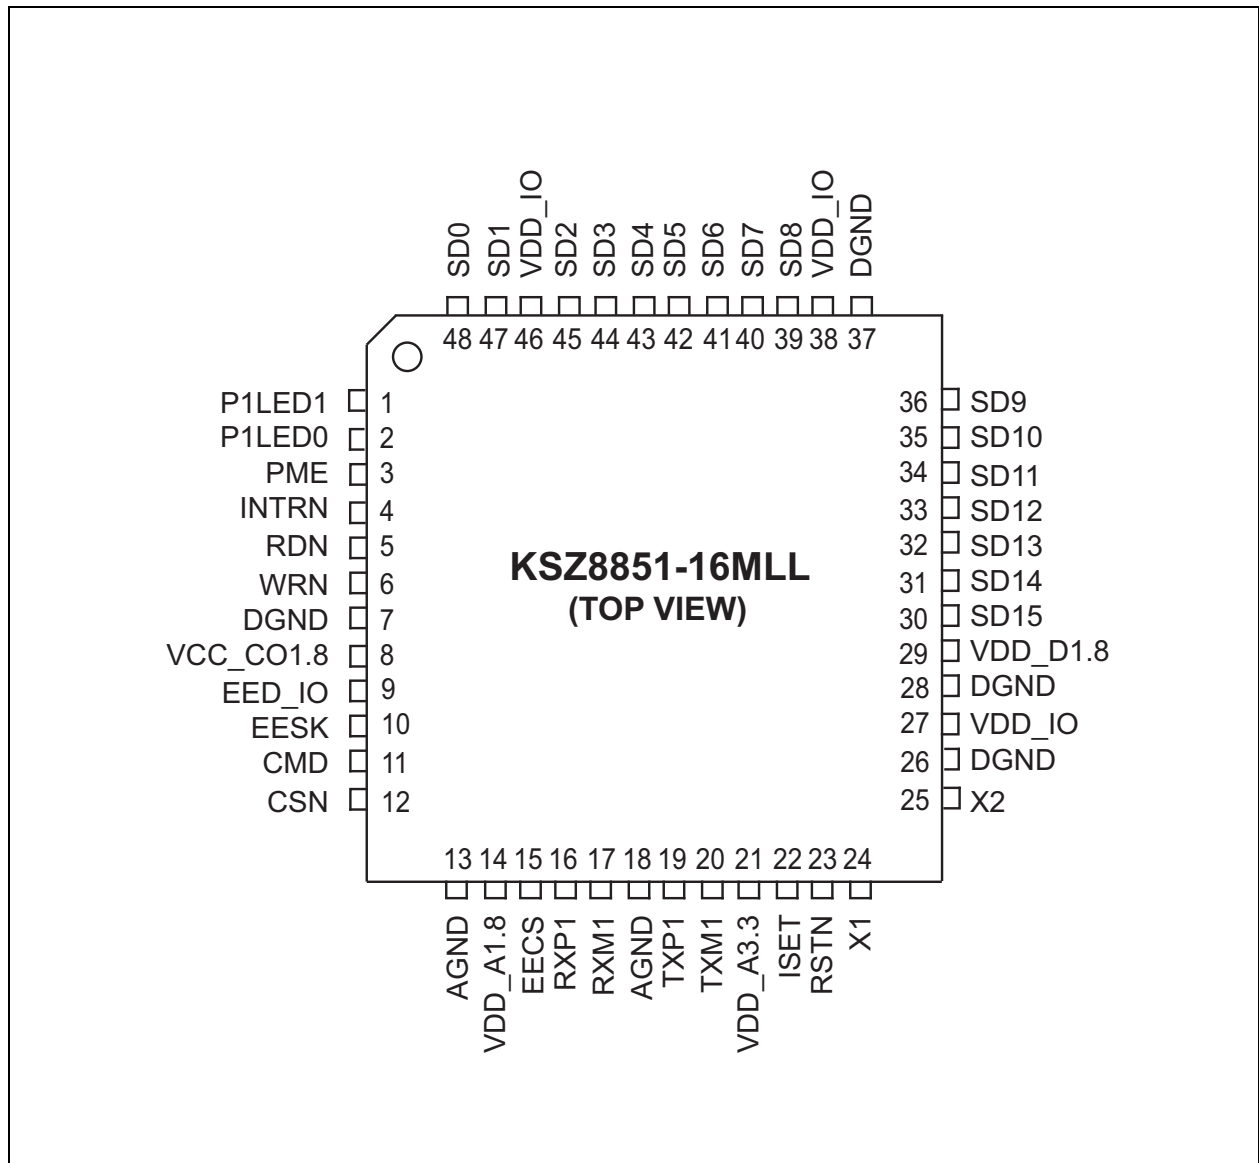 SD0
SD1
VDD_IO
SD2
SD3
SD4
SD5
SD6
SD7
SD8
VDD_IO
DGND
48 47 46 45 44 43 42 41 40 39 38 37
P1LED1 1
P1LED0 2
PME 3
INTRN 4
RDN 5
WRN 6
DGND 7
VCC_CO1.8 8
EED_IO 9
EESK 10
CMD 11
CSN 12
KSZ8851-16MLL
(TOP VIEW)
36 SD9
35 SD10
34 SD11
33 SD12
32 SD13
31 SD14
30 SD15
29 VDD_D1.8
28 DGND
27 VDD_IO
26 DGND
25 X2
13 14 15 16 17 18 19 20 21 22 23 24
AGND
VDD_A1.8
EECS
RXP1
RXM1
AGND
TXP1
TXM1
VDD_A3.3
ISET
RSTN
X1